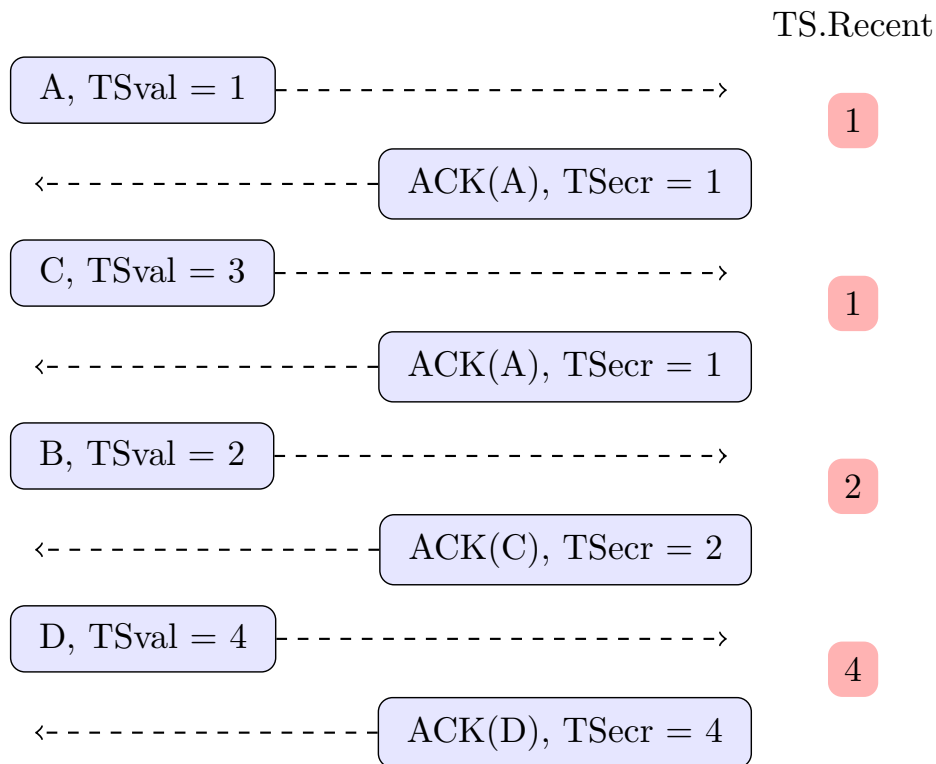 TS.Recent
A, TSval = 1
1
ACK(A), TSecr = 1
C, TSval = 3
1
ACK(A), TSecr = 1
B, TSval = 2
2
ACK(C), TSecr = 2
D, TSval = 4
4
ACK(D), TSecr = 4